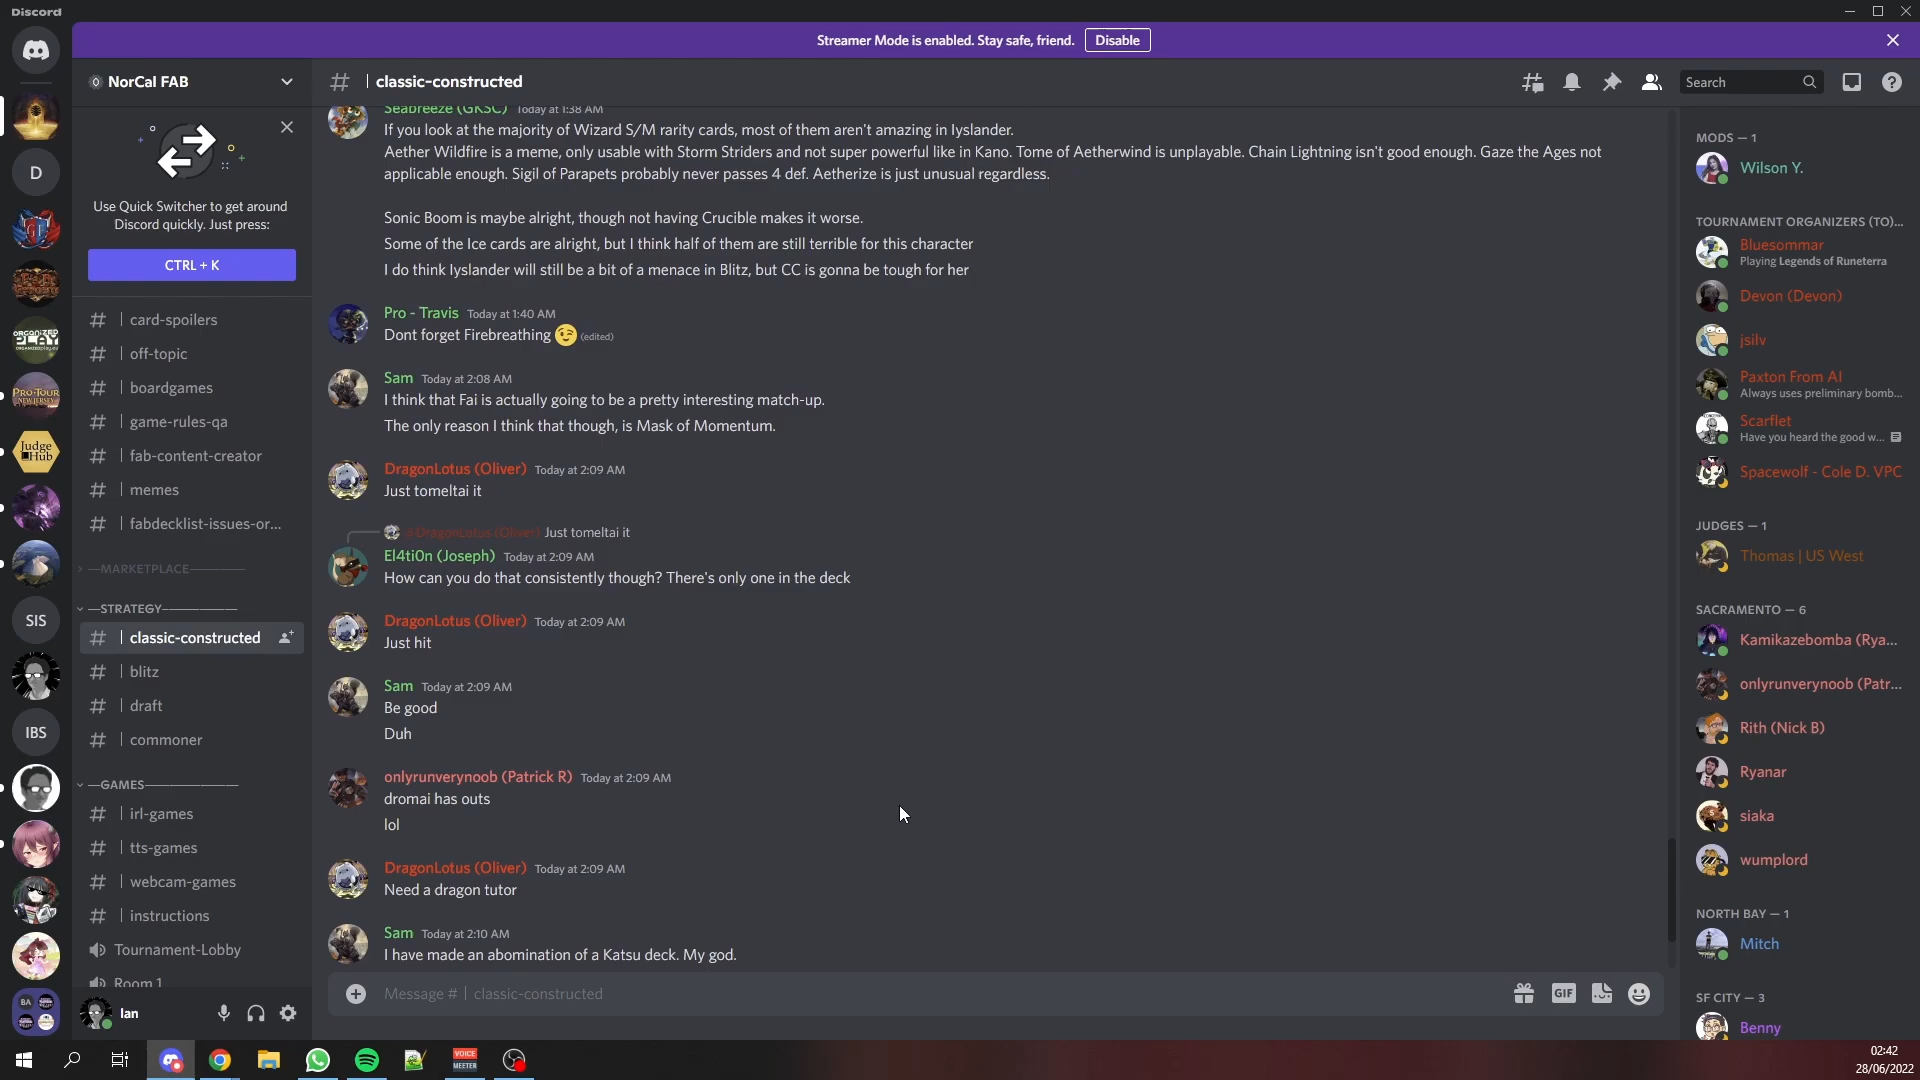 Discord
Streamer Mode is enabled. Stay safe, friend.
Disable
NorCal FAB
Use Quick Switcher to get around
Discord quickly. Just press:
CTRL + K
# | card-spoilers
# | off-topic
# | boardgames
# | game-rules-qa
# | fab-content-creator
# | memes
# | fabdecklist-issues-or...
—MARKETPLACE—
—STRATEGY—
# | classic-constructed
# | blitz
# | draft
# | commoner
—GAMES—
# | irl-games
# | tts-games
# | webcam-games
# | instructions
Tournament-Lobby
Room 1
Ian
D
ORGANIZED
PLAY
PRO-TOUR
NEW JERSEY
Judge
Hub
SIS
IBS
BA
# | classic-constructed
Search
Seabreeze (GKSC) Today at 1:38 AM
If you look at the majority of Wizard S/M rarity cards, most of them aren't amazing in Iyslander.
Aether Wildfire is a meme, only usable with Storm Striders and not super powerful like in Kano. Tome of Aetherwind is unplayable. Chain Lightning isn't good enough. Gaze the Ages not
applicable enough. Sigil of Parapets probably never passes 4 def. Aetherize is just unusual regardless.
Sonic Boom is maybe alright, though not having Crucible makes it worse.
Some of the Ice cards are alright, but I think half of them are still terrible for this character
I do think Iyslander will still be a bit of a menace in Blitz, but CC is gonna be tough for her
Pro - Travis Today at 1:40 AM
Dont forget Firebreathing 😉 (edited)
Sam Today at 2:08 AM
I think that Fai is actually going to be a pretty interesting match-up.
The only reason I think that though, is Mask of Momentum.
DragonLotus (Oliver) Today at 2:09 AM
Just tomeltai it
DragonLotus (Oliver) Just tomeltai it
El4ti0n (Joseph) Today at 2:09 AM
How can you do that consistently though? There's only one in the deck
DragonLotus (Oliver) Today at 2:09 AM
Just hit
Sam Today at 2:09 AM
Be good
Duh
onlyrunverynoob (Patrick R) Today at 2:09 AM
dromai has outs
lol
DragonLotus (Oliver) Today at 2:09 AM
Need a dragon tutor
Sam Today at 2:10 AM
I have made an abomination of a Katsu deck. My god.
Message # | classic-constructed
GIF
MODS — 1
Wilson Y.
TOURNAMENT ORGANIZERS (TO)...
Bluesommar
Playing Legends of Runeterra
Devon (Devon)
jsilv
Paxton From AI
Always uses preliminary bomb...
Scarflet
Have you heard the good w...
Spacewolf - Cole D. VPC
JUDGES — 1
Thomas | US West
SACRAMENTO — 6
Kamikazebomba (Rya...
onlyrunverynoob (Patr...
Rith (Nick B)
Ryanar
siaka
wumplord
NORTH BAY — 1
Mitch
SF CITY — 3
Benny
VOICE
MEETER
02:42
28/06/2022